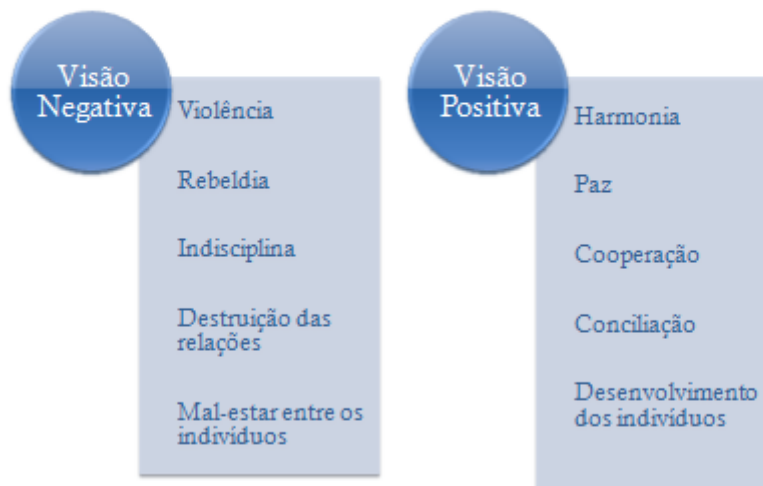 Visão
Negativa
Violência
Rebeldia
Indisciplina
Destruição das
relações
Mal-estar entre os
indivíduos
Visão
Positiva
Harmonia
Paz
Cooperação
Conciliação
Desenvolvimento
dos indivíduos